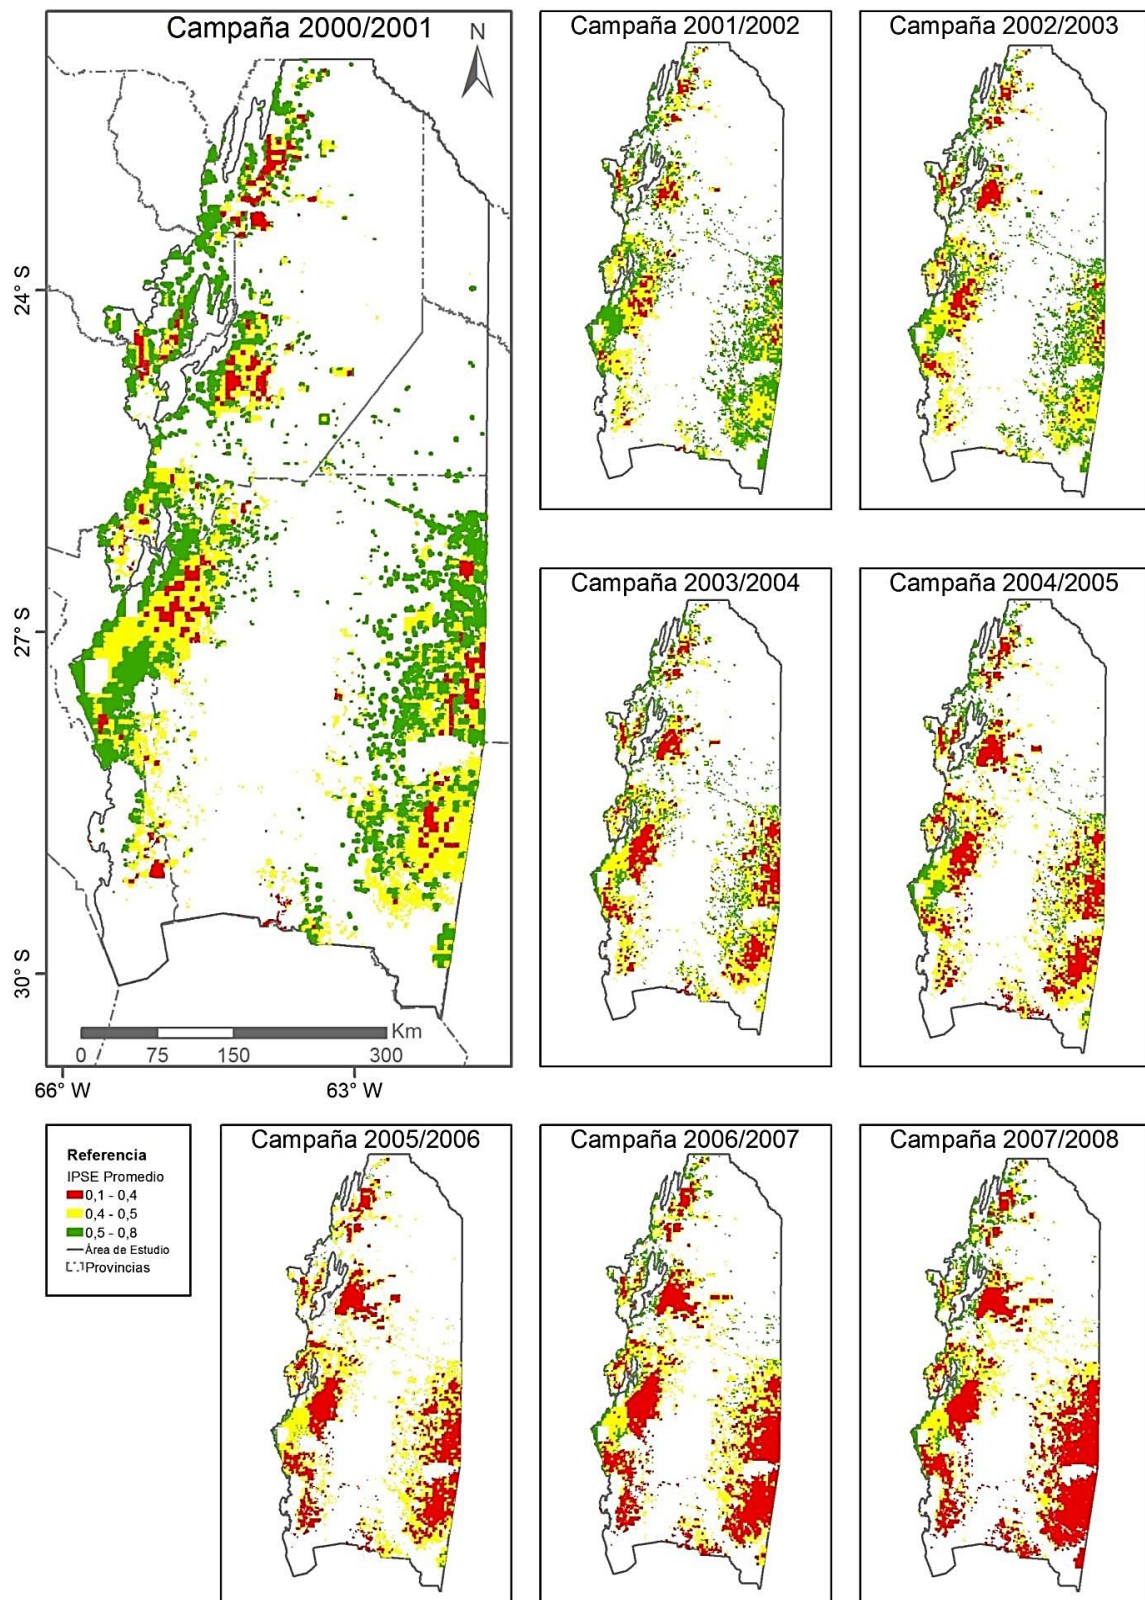 Campaña 2000/2001
N
24° S
27° S
30° S
Km
0 75 150 300
66° W 63° W
Campaña 2001/2002
Campaña 2002/2003
Campaña 2003/2004
Campaña 2004/2005
Referencia
IPSE Promedio
0,1 - 0,4
0,4 - 0,5
0,5 - 0,8
Área de Estudio
Provincias
Campaña 2005/2006
Campaña 2006/2007
Campaña 2007/2008